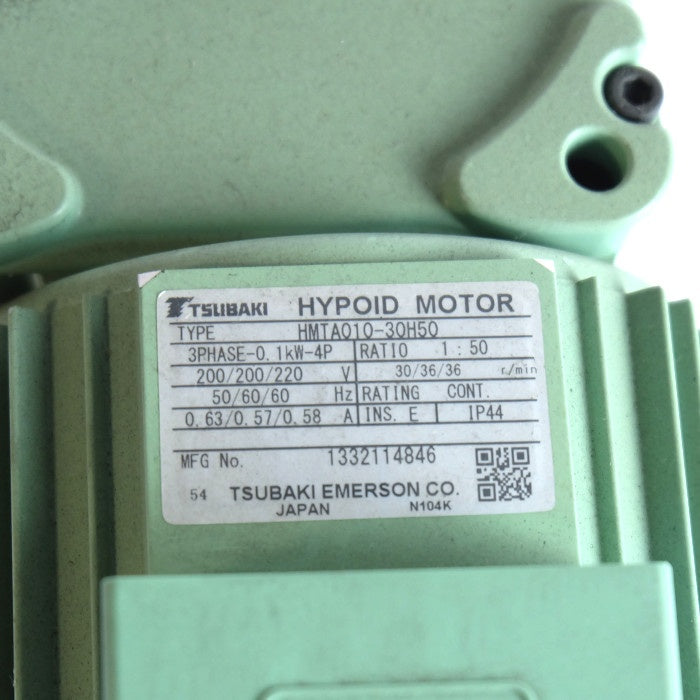 TSUBAKI HYPOID MOTOR
TYPE HMTA010-30H50
3PHASE-0.1kW-4P RATIO 1:50
200/200/220 V 30/36/36 r/min
50/60/60 Hz RATING CONT.
0.63/0.57/0.58 A INS. E IP44
MFG No. 1332114846
54 TSUBAKI EMERSON CO.
JAPAN N104K